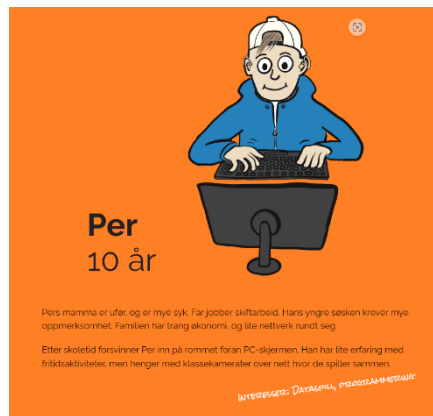 Per
10 år
Pers mamma er ufør, og er mye syk. Far jobber skiftarbeid. Hans yngre søsken krever mye
oppmerksomhet. Familien har trang økonomi, og lite nettverk rundt seg.
Etter skoletid forsvinner Per inn på rommet foran PC-skjermen. Han har lite erfaring med
fritidsaktiviteter, men henger med klassekamerater over nett hvor de spiller sammen.
Interesser: Dataspill, programmering